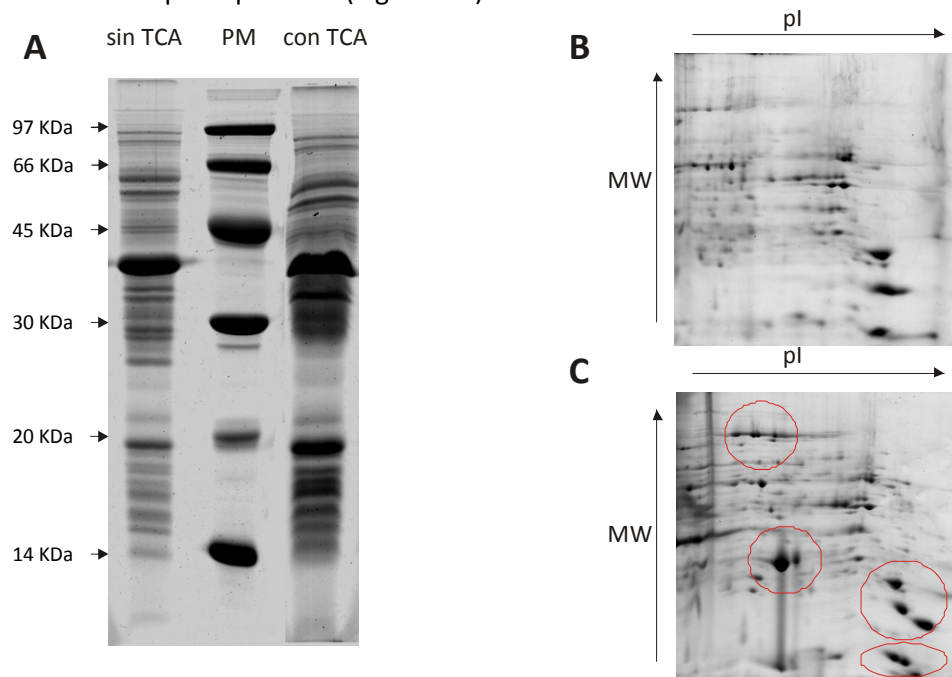 A
sin TCA PM con TCA
97 KDa
66 KDa
45 KDa
30 KDa
20 KDa
14 KDa
B
pI
MW
C
pI
MW